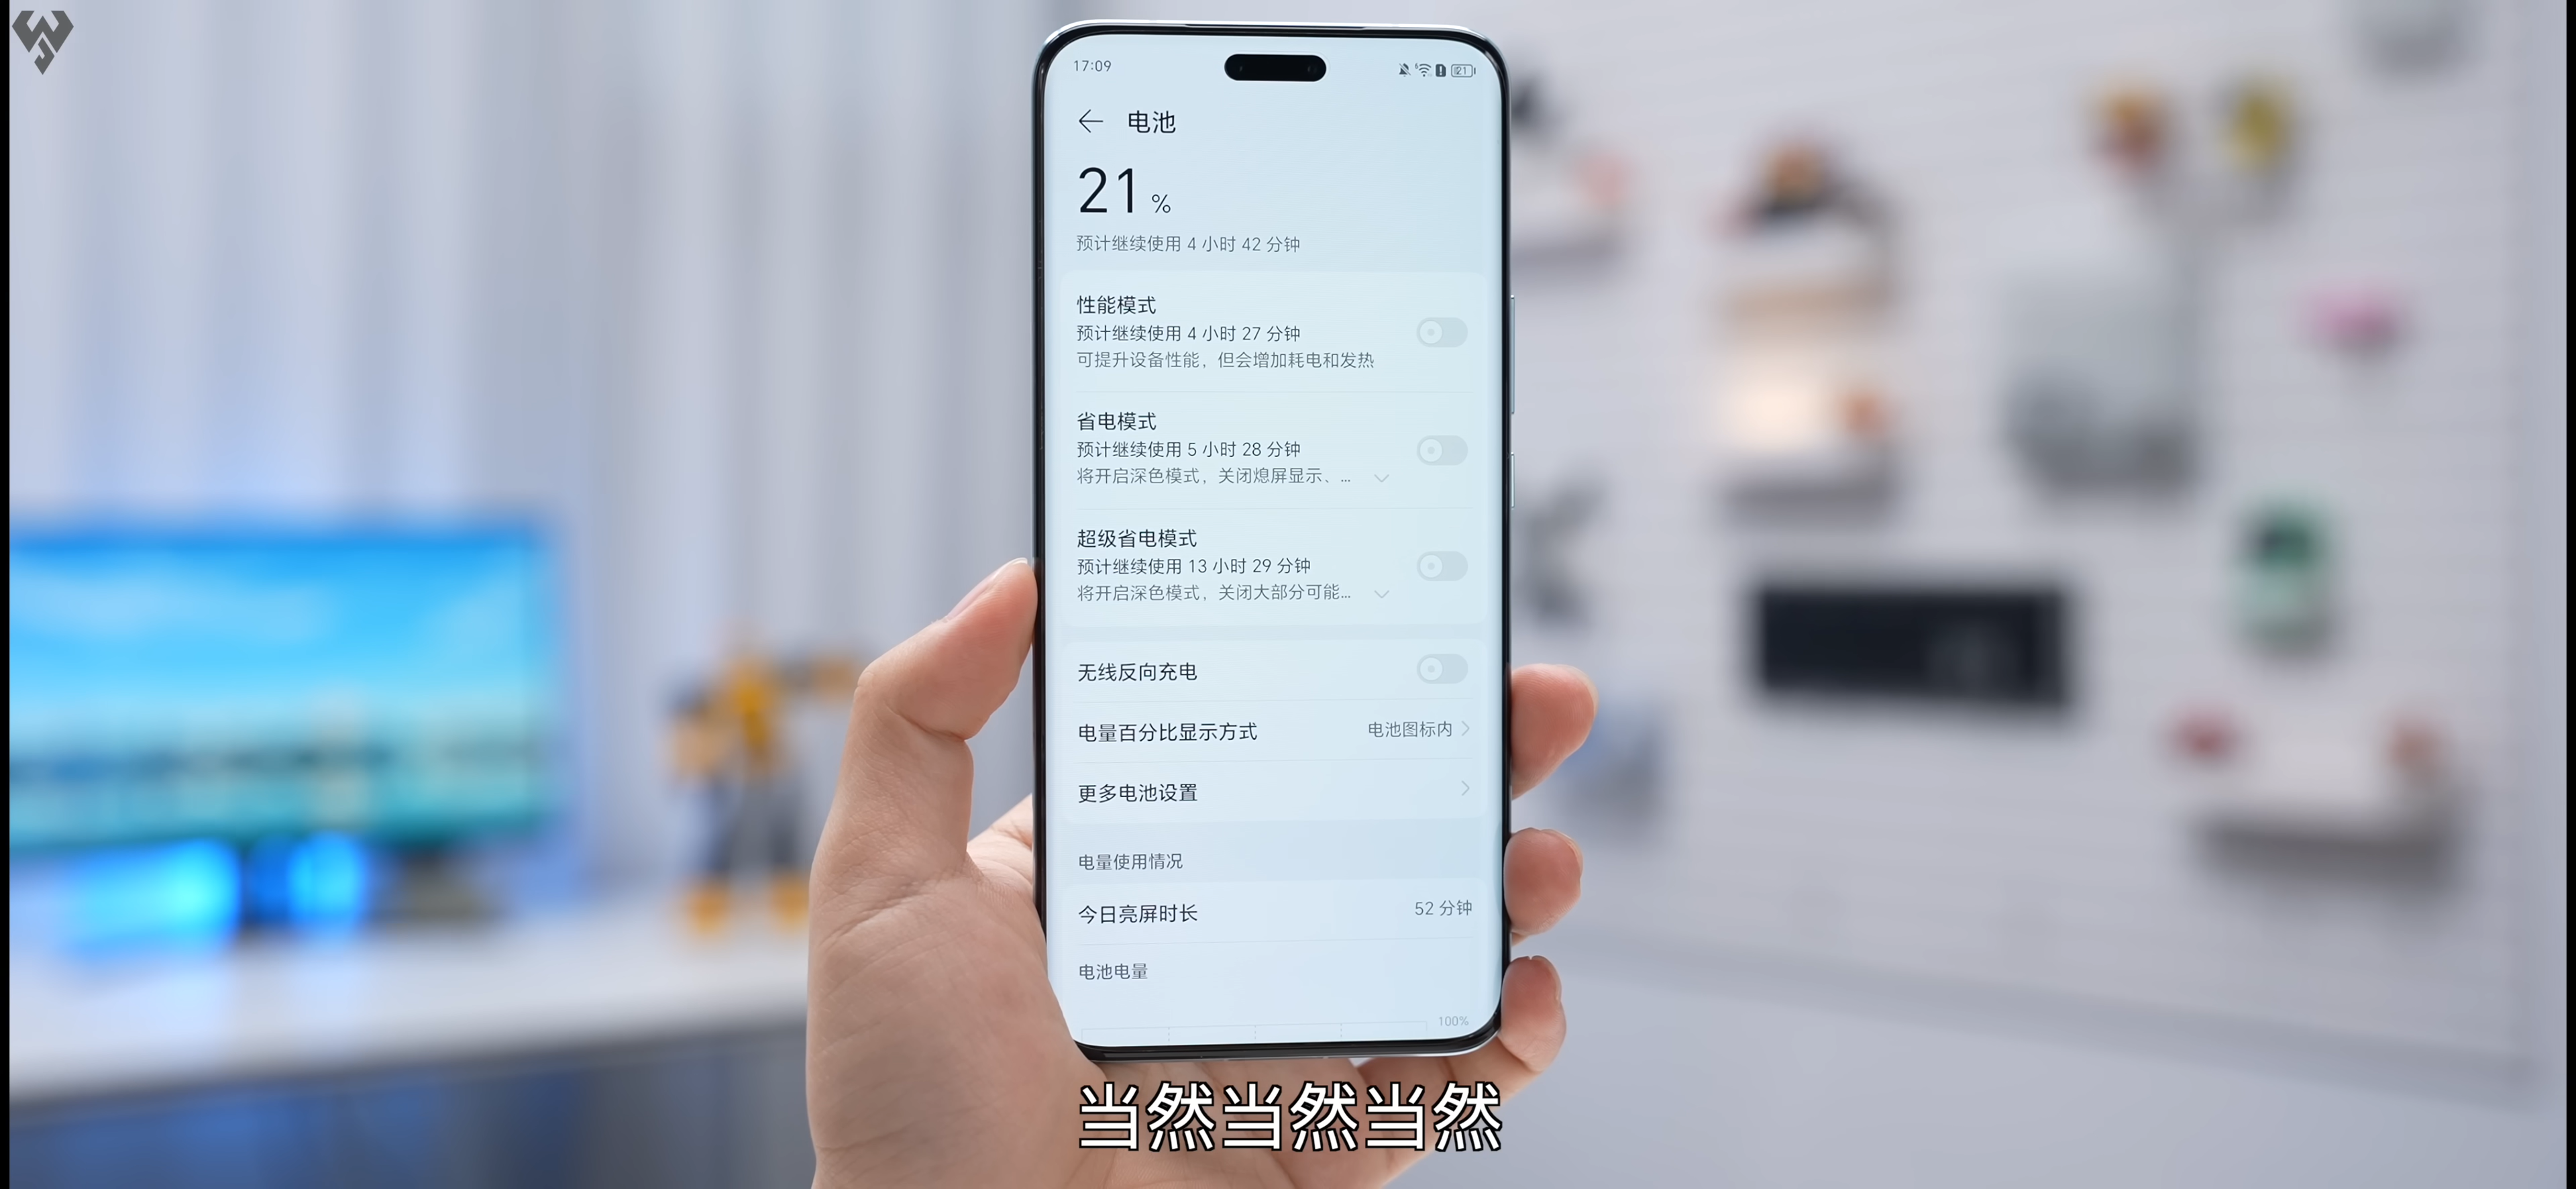 17:09
21
电池
21 %
预计继续使用 4 小时 42 分钟
性能模式
预计继续使用 4 小时 27 分钟
可提升设备性能，但会增加耗电和发热
省电模式
预计继续使用 5 小时 28 分钟
将开启深色模式，关闭熄屏显示、...
超级省电模式
预计继续使用 13 小时 29 分钟
将开启深色模式，关闭大部分可能...
无线反向充电
电量百分比显示方式 电池图标内
更多电池设置
电量使用情况
今日亮屏时长 52 分钟
电池电量
100%
当然当然当然